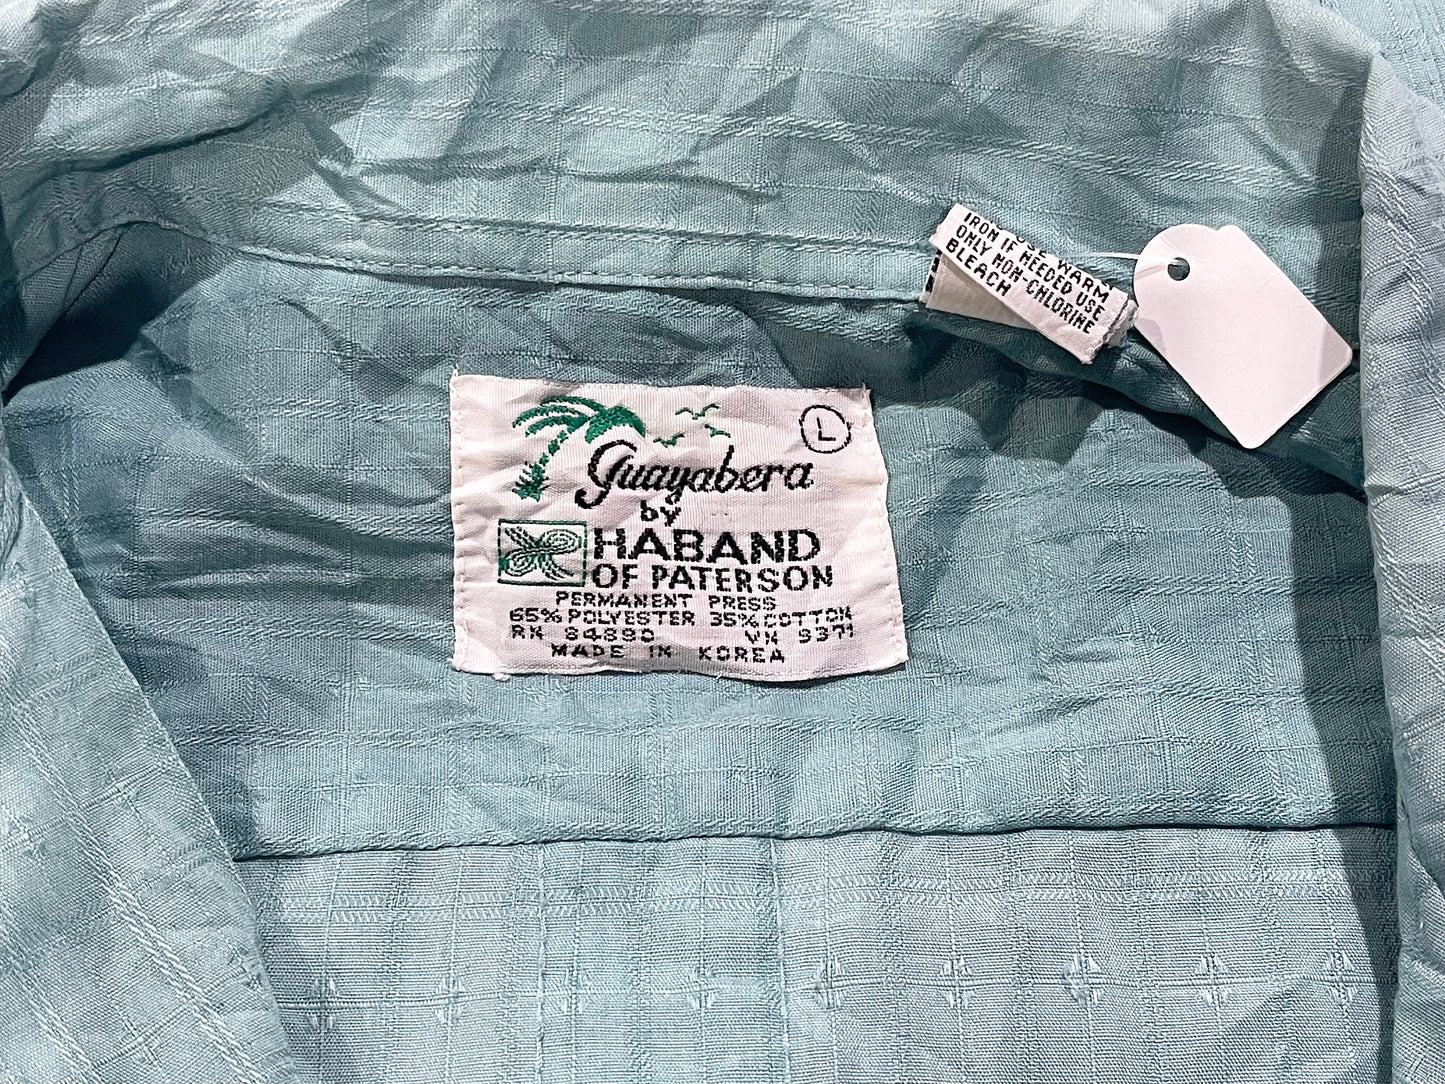 IRON IF NEEDED USE
ONLY NON-CHLORINE
BLEACH
L
guayabera
by
HABAND
OF PATERSON
PERMANENT PRESS
65% POLYESTER 35% COTTON
RN 84890 VN 9371
MADE IN KOREA